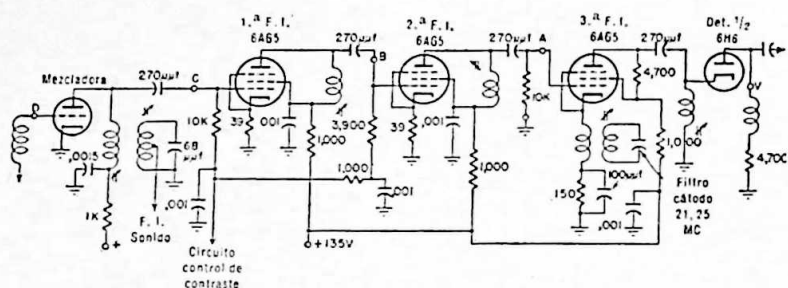 1.ª F. I.
6AG5
2.ª F. I.
6AG5
3.ª F. I.
6AG5
Det. 1/2
6H6
Mezcladora
270μμf
C
270μμf
B
270μμf
A
270μμf
V
P
10K
39
.001
1,000
3,900
39
.001
1,000
10K
4,700
1,000
4,700
.0015
68
μμf
1K
+
F. I.
Sonido
.001
1,000
.001
150
100μμf
.001
Filtro
cátodo
21, 25
MC
Circuito
control de
contraste
+135V